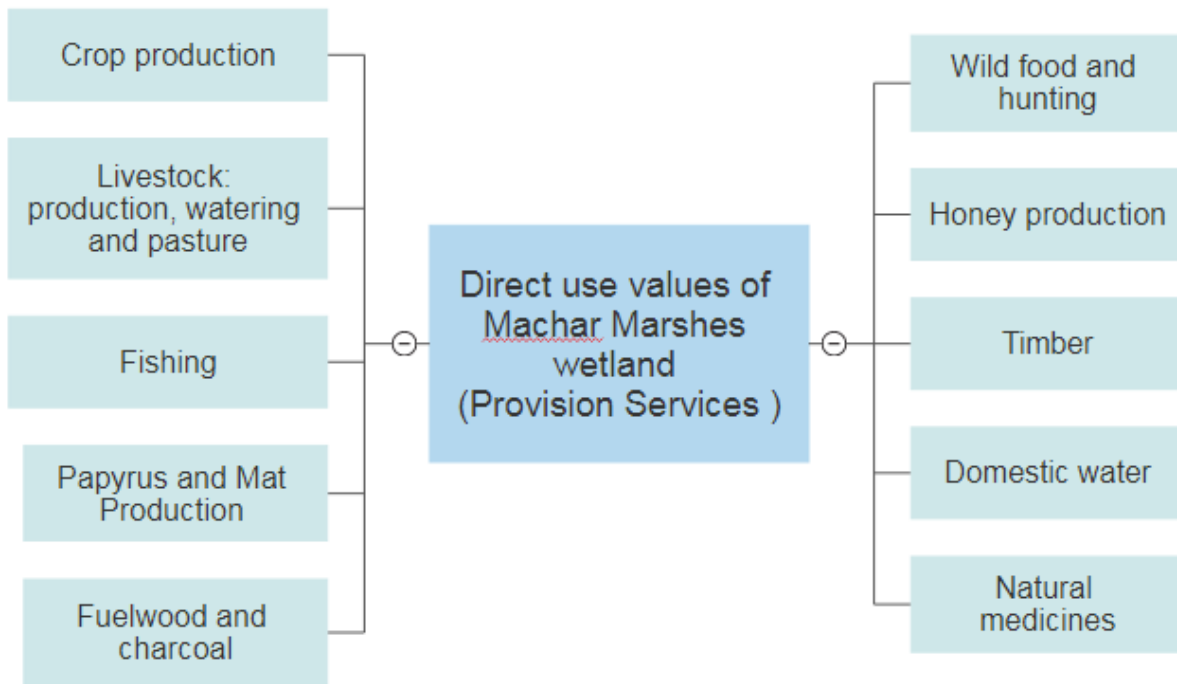 Crop production
Livestock:
production, watering
and pasture
Fishing
Papyrus and Mat
Production
Fuelwood and
charcoal
Direct use values of
Machar Marshes
wetland
(Provision Services )
Wild food and
hunting
Honey production
Timber
Domestic water
Natural
medicines